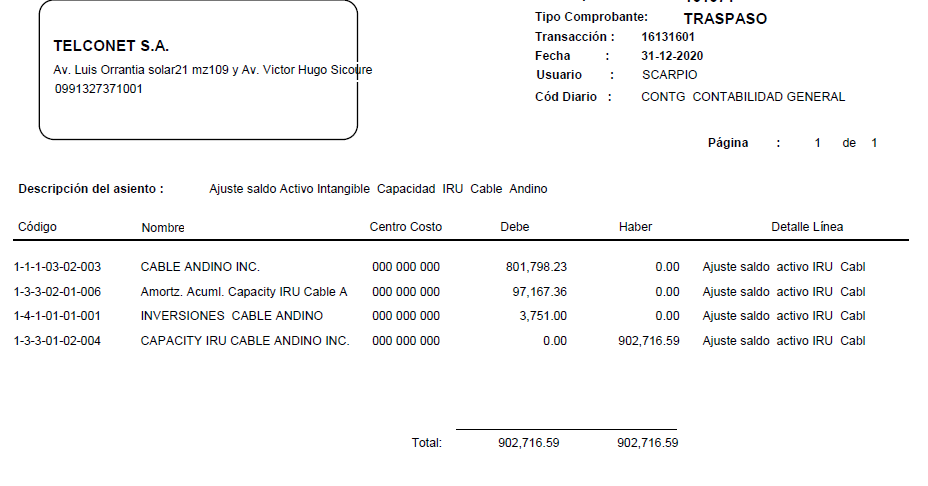 Tipo Comprobante: TRASPASO
TELCONET S.A.
Transacción : 16131601
Fecha : 31-12-2020
Av. Luis Orrantia solar21 mz109 y Av. Victor Hugo Sicoure
Usuario : SCARPIO
0991327371001
Cód Diario : CONTG CONTABILIDAD GENERAL
Página : 1 de 1
Descripción del asiento : Ajuste saldo Activo Intangible Capacidad IRU Cable Andino
Código Nombre Centro Costo Debe Haber Detalle Línea
1-1-1-03-02-003 CABLE ANDINO INC. 000 000 000 801,798.23 0.00 Ajuste saldo activo IRU Cabl
1-3-3-02-01-006 Amortz. Acuml. Capacity IRU Cable A 000 000 000 97,167.36 0.00 Ajuste saldo activo IRU Cabl
1-4-1-01-01-001 INVERSIONES CABLE ANDINO 000 000 000 3,751.00 0.00 Ajuste saldo activo IRU Cabl
1-3-3-01-02-004 CAPACITY IRU CABLE ANDINO INC. 000 000 000 0.00 902,716.59 Ajuste saldo activo IRU Cabl
Total: 902,716.59 902,716.59